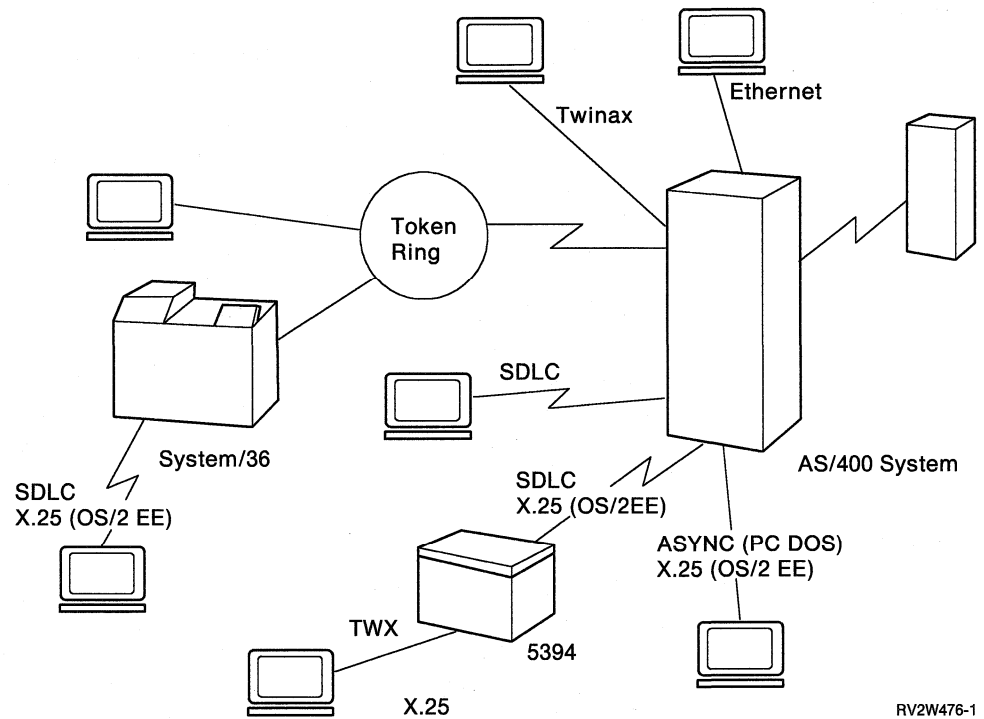 Ethernet
Twinax
Token
Ring
SDLC
System/36
AS/400 System
SDLC
X.25 (OS/2 EE)
SDLC
X.25 (OS/2EE)
ASYNC (PC DOS)
X.25 (OS/2 EE)
TWX
5394
X.25
RV2W476-1